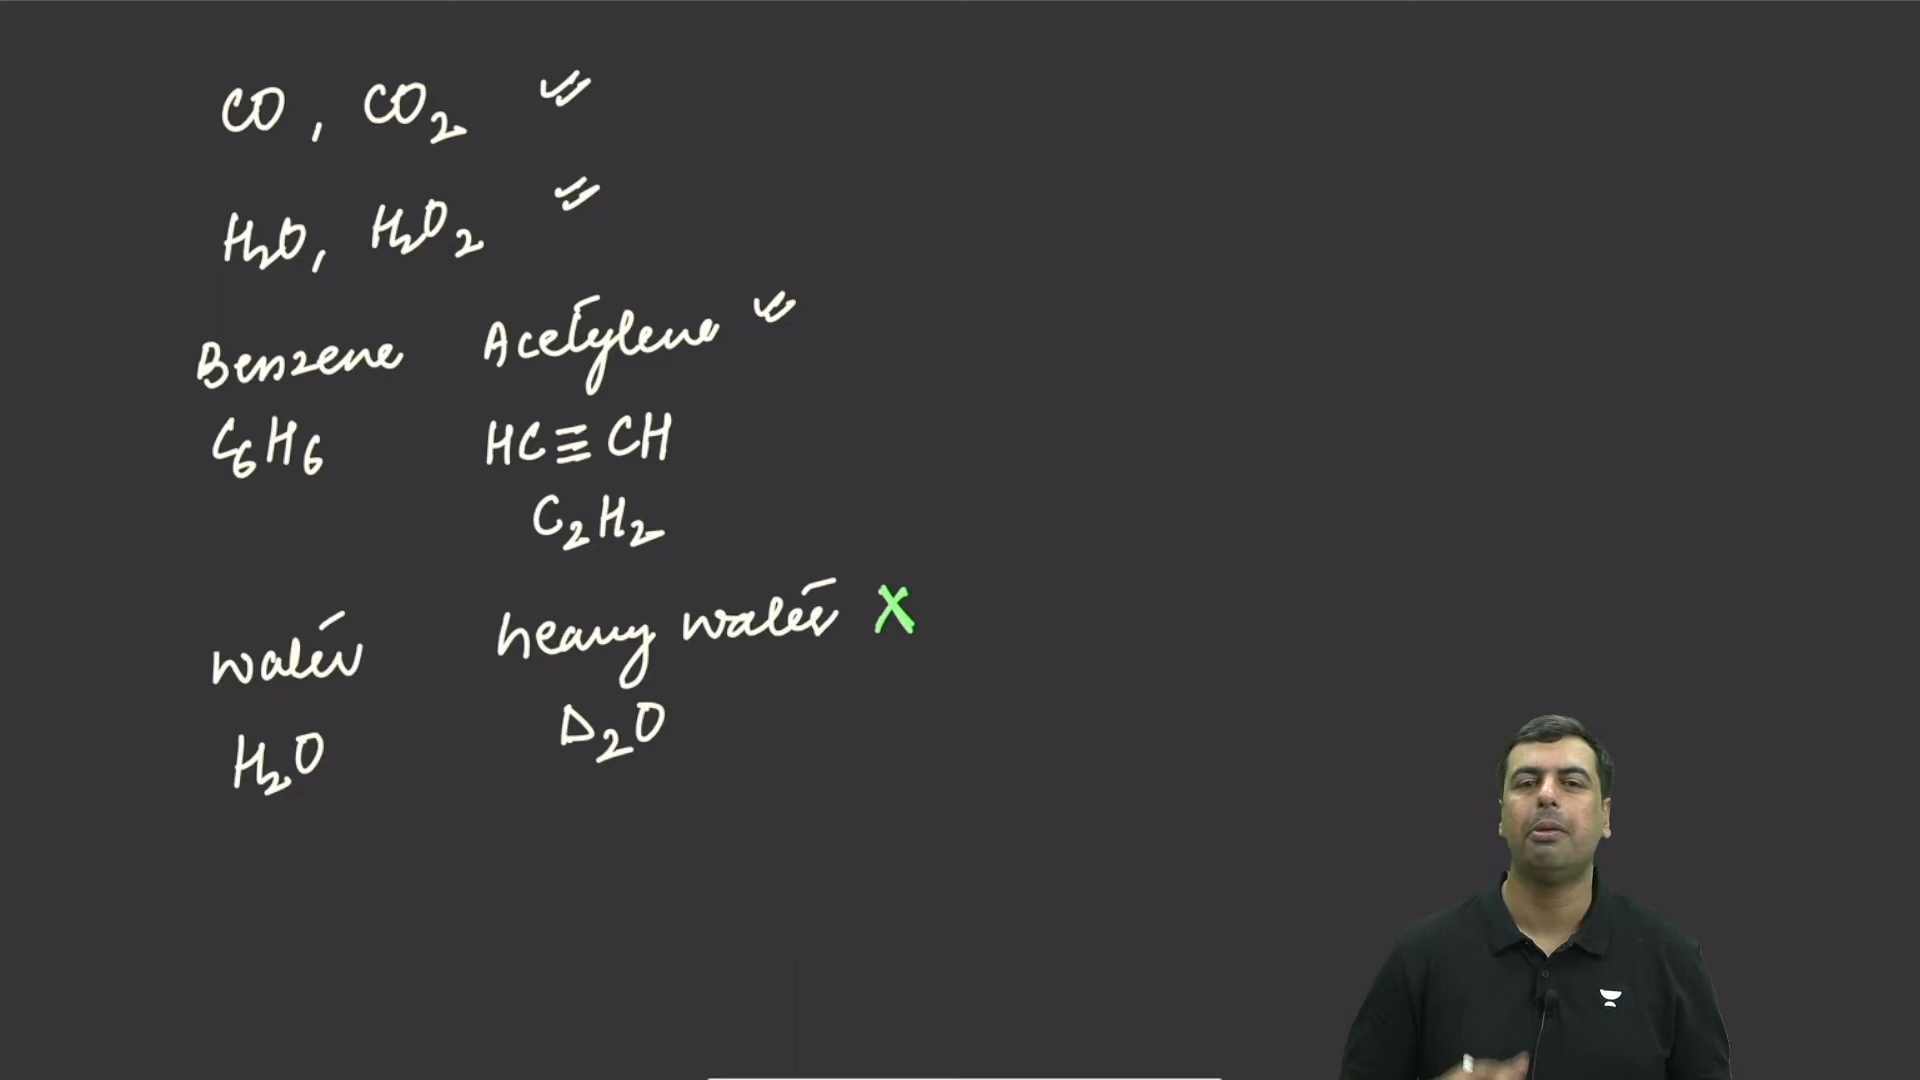 CO, CO₂
H₂O, H₂O₂
Benzene Acetylene
C₆H₆ HC≡CH
C₂H₂
water heavy water X
H₂O D₂O